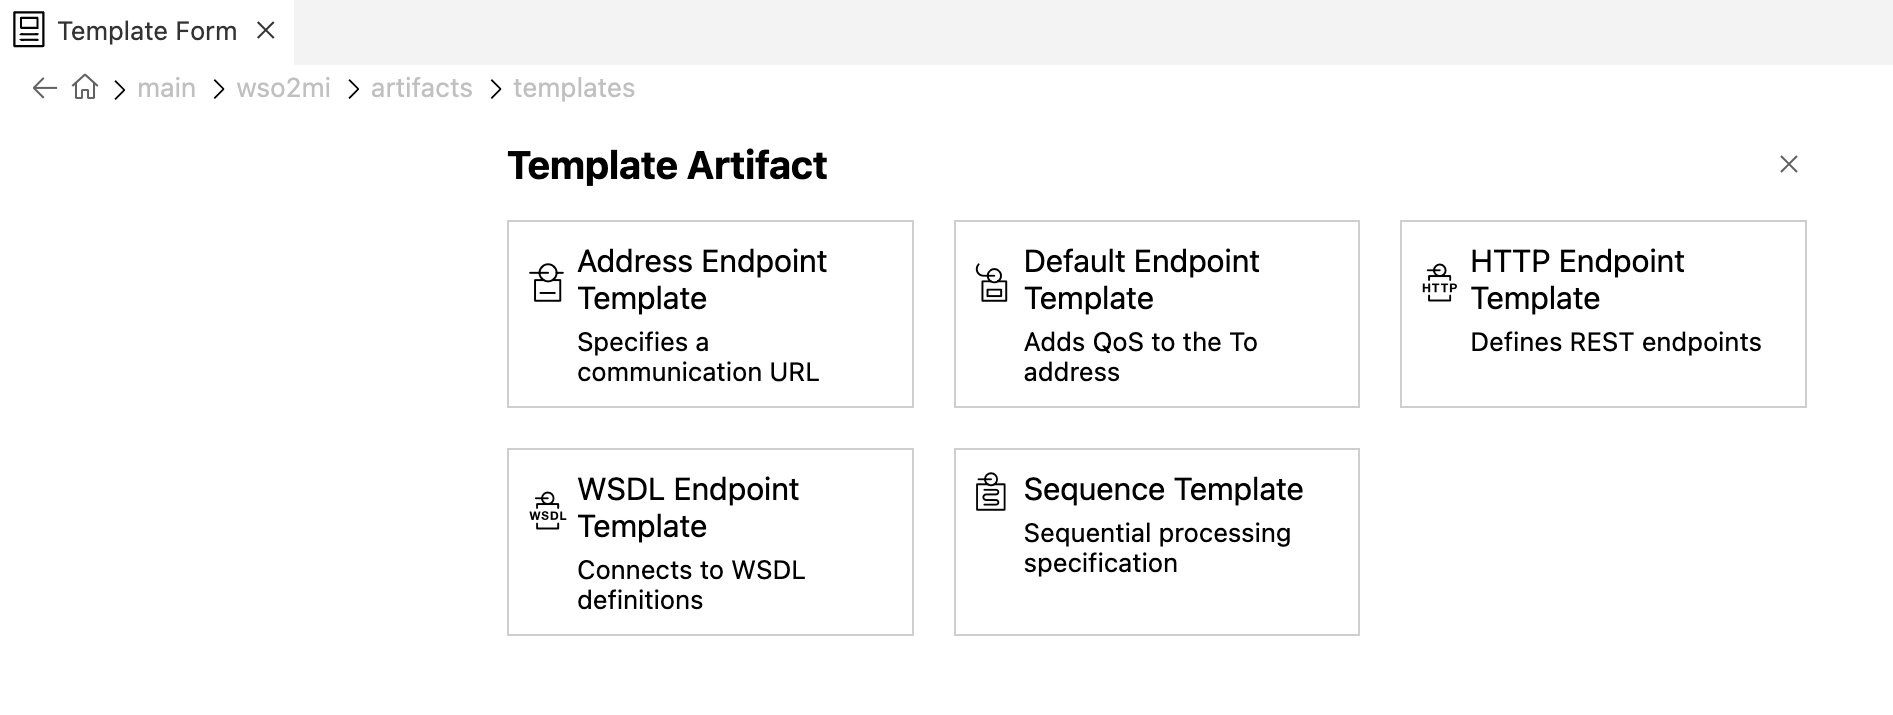 Template Form
main wso2mi artifacts templates
Template Artifact
Address Endpoint
Template
Specifies a
communication URL
Default Endpoint
Template
Adds QoS to the To
address
HTTP
HTTP Endpoint
Template
Defines REST endpoints
WSDL
WSDL Endpoint
Template
Connects to WSDL
definitions
Sequence Template
Sequential processing
specification